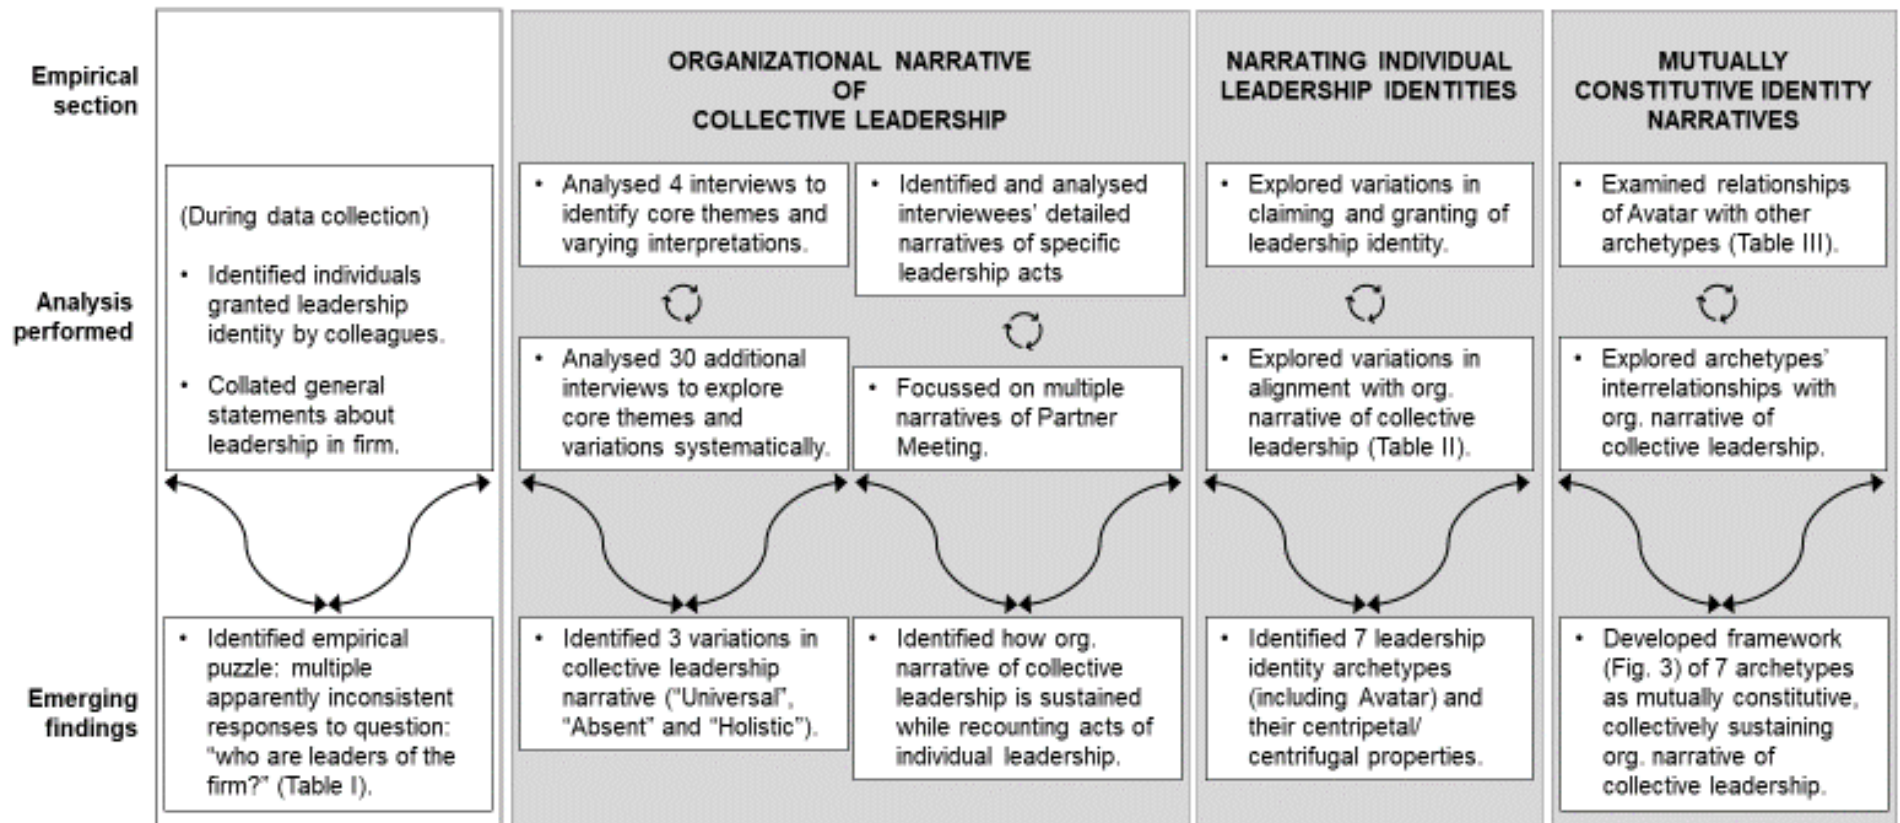 Empirical
section
ORGANIZATIONAL NARRATIVE
OF
COLLECTIVE LEADERSHIP
NARRATING INDIVIDUAL
LEADERSHIP IDENTITIES
MUTUALLY
CONSTITUTIVE IDENTITY
NARRATIVES
Analysis
performed
(During data collection)
• Identified individuals
granted leadership
identity by colleagues.
• Collated general
statements about
leadership in firm.
• Analysed 4 interviews to
identify core themes and
varying interpretations.
• Analysed 30 additional
interviews to explore
core themes and
variations systematically.
• Identified and analysed
interviewees' detailed
narratives of specific
leadership acts
• Focussed on multiple
narratives of Partner
Meeting.
• Explored variations in
claiming and granting of
leadership identity.
• Explored variations in
alignment with org.
narrative of collective
leadership (Table II).
• Examined relationships
of Avatar with other
archetypes (Table III).
• Explored archetypes'
interrelationships with
org. narrative of
collective leadership.
Emerging
findings
• Identified empirical
puzzle: multiple
apparently inconsistent
responses to question:
"who are leaders of the
firm?" (Table I).
• Identified 3 variations in
collective leadership
narrative ("Universal",
"Absent" and "Holistic").
• Identified how org.
narrative of collective
leadership is sustained
while recounting acts of
individual leadership.
• Identified 7 leadership
identity archetypes
(including Avatar) and
their centripetal/
centrifugal properties.
• Developed framework
(Fig. 3) of 7 archetypes
as mutually constitutive,
collectively sustaining
org. narrative of
collective leadership.